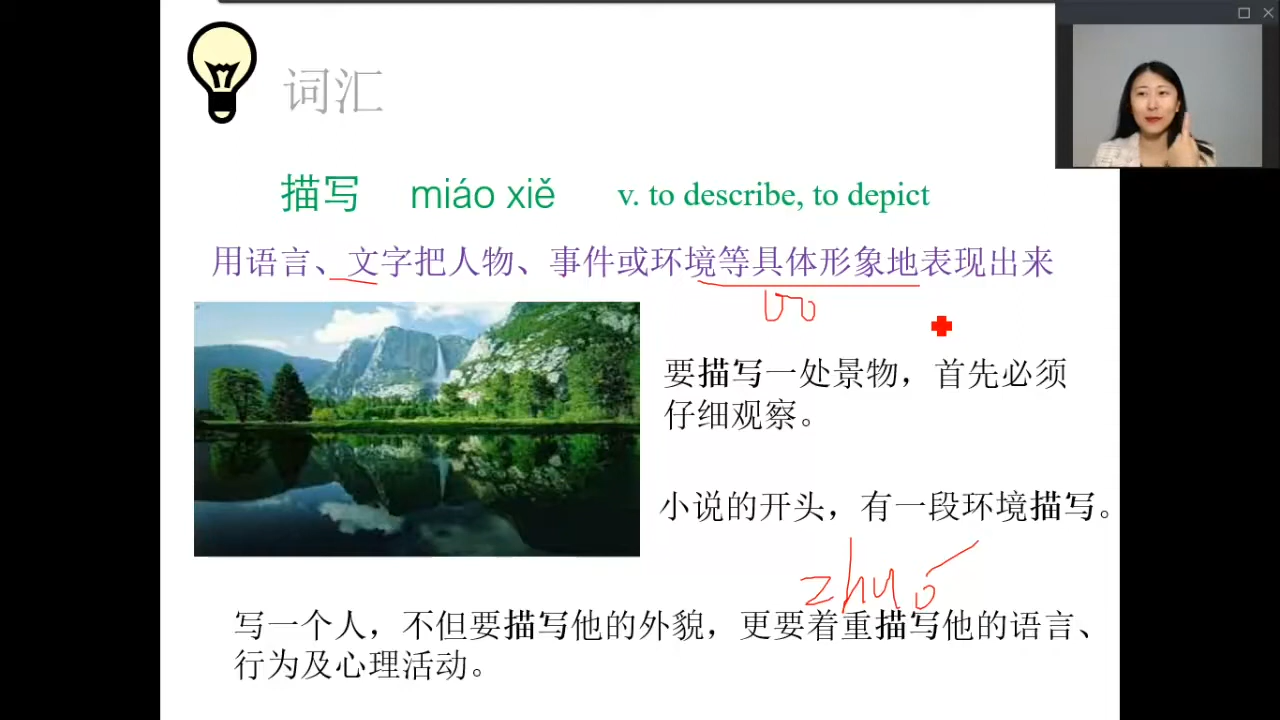 词汇
描写 miáo xiě v. to describe, to depict
用语言、文字把人物、事件或环境等具体形象地表现出来
要描写一处景物，首先必须
仔细观察。
小说的开头，有一段环境描写。
zhuó
写一个人，不但要描写他的外貌，更要着重描写他的语言、
行为及心理活动。